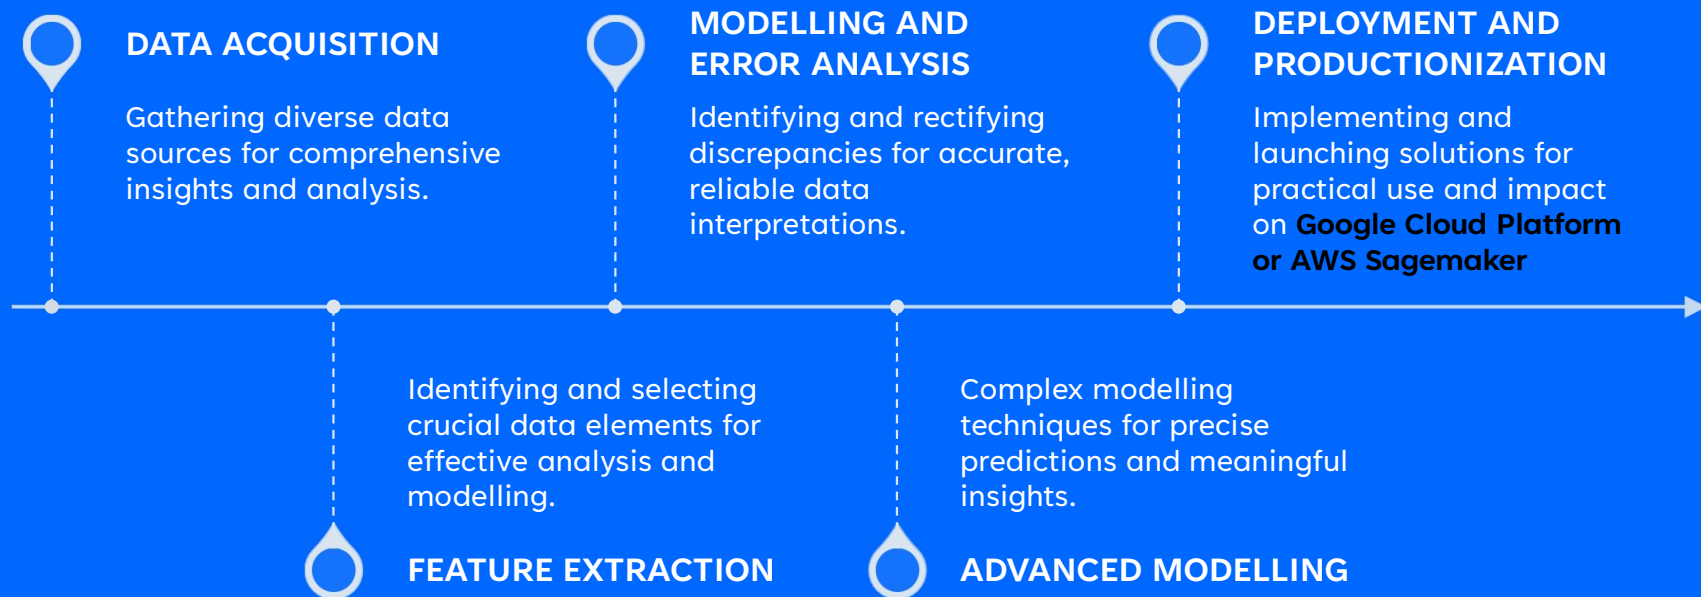 DATA ACQUISITION
Gathering diverse data
sources for comprehensive
insights and analysis.
MODELLING AND
ERROR ANALYSIS
Identifying and rectifying
discrepancies for accurate,
reliable data
interpretations.
DEPLOYMENT AND
PRODUCTIONIZATION
Implementing and
launching solutions for
practical use and impact
on Google Cloud Platform
or AWS Sagemaker
Identifying and selecting
crucial data elements for
effective analysis and
modelling.
FEATURE EXTRACTION
Complex modelling
techniques for precise
predictions and meaningful
insights.
ADVANCED MODELLING